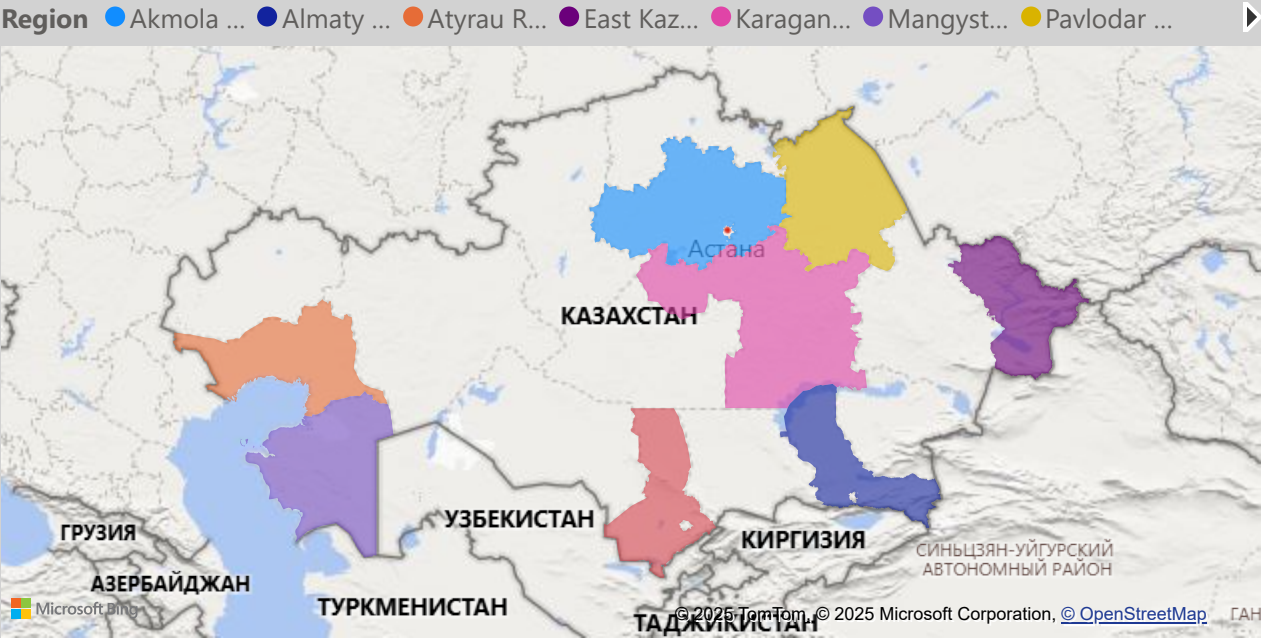 Region Akmola ... Almaty ... Atyrau R... East Kaz... Karagan... Mangyst... Pavlodar ...
Астана
КАЗАХСТАН
УЗБЕКИСТАН
ГРУЗИЯ
КИРГИЗИЯ
СИНЬЦЗЯН-УЙГУРСКИЙ
АВТОНОМНЫЙ РАЙОН
АЗЕРБАЙДЖАН
ТУРКМЕНИСТАН
Microsoft Bing
ТАДЖИКИСТАН
© 2025 TomTom, © 2025 Microsoft Corporation, © OpenStreetMap
ГАН